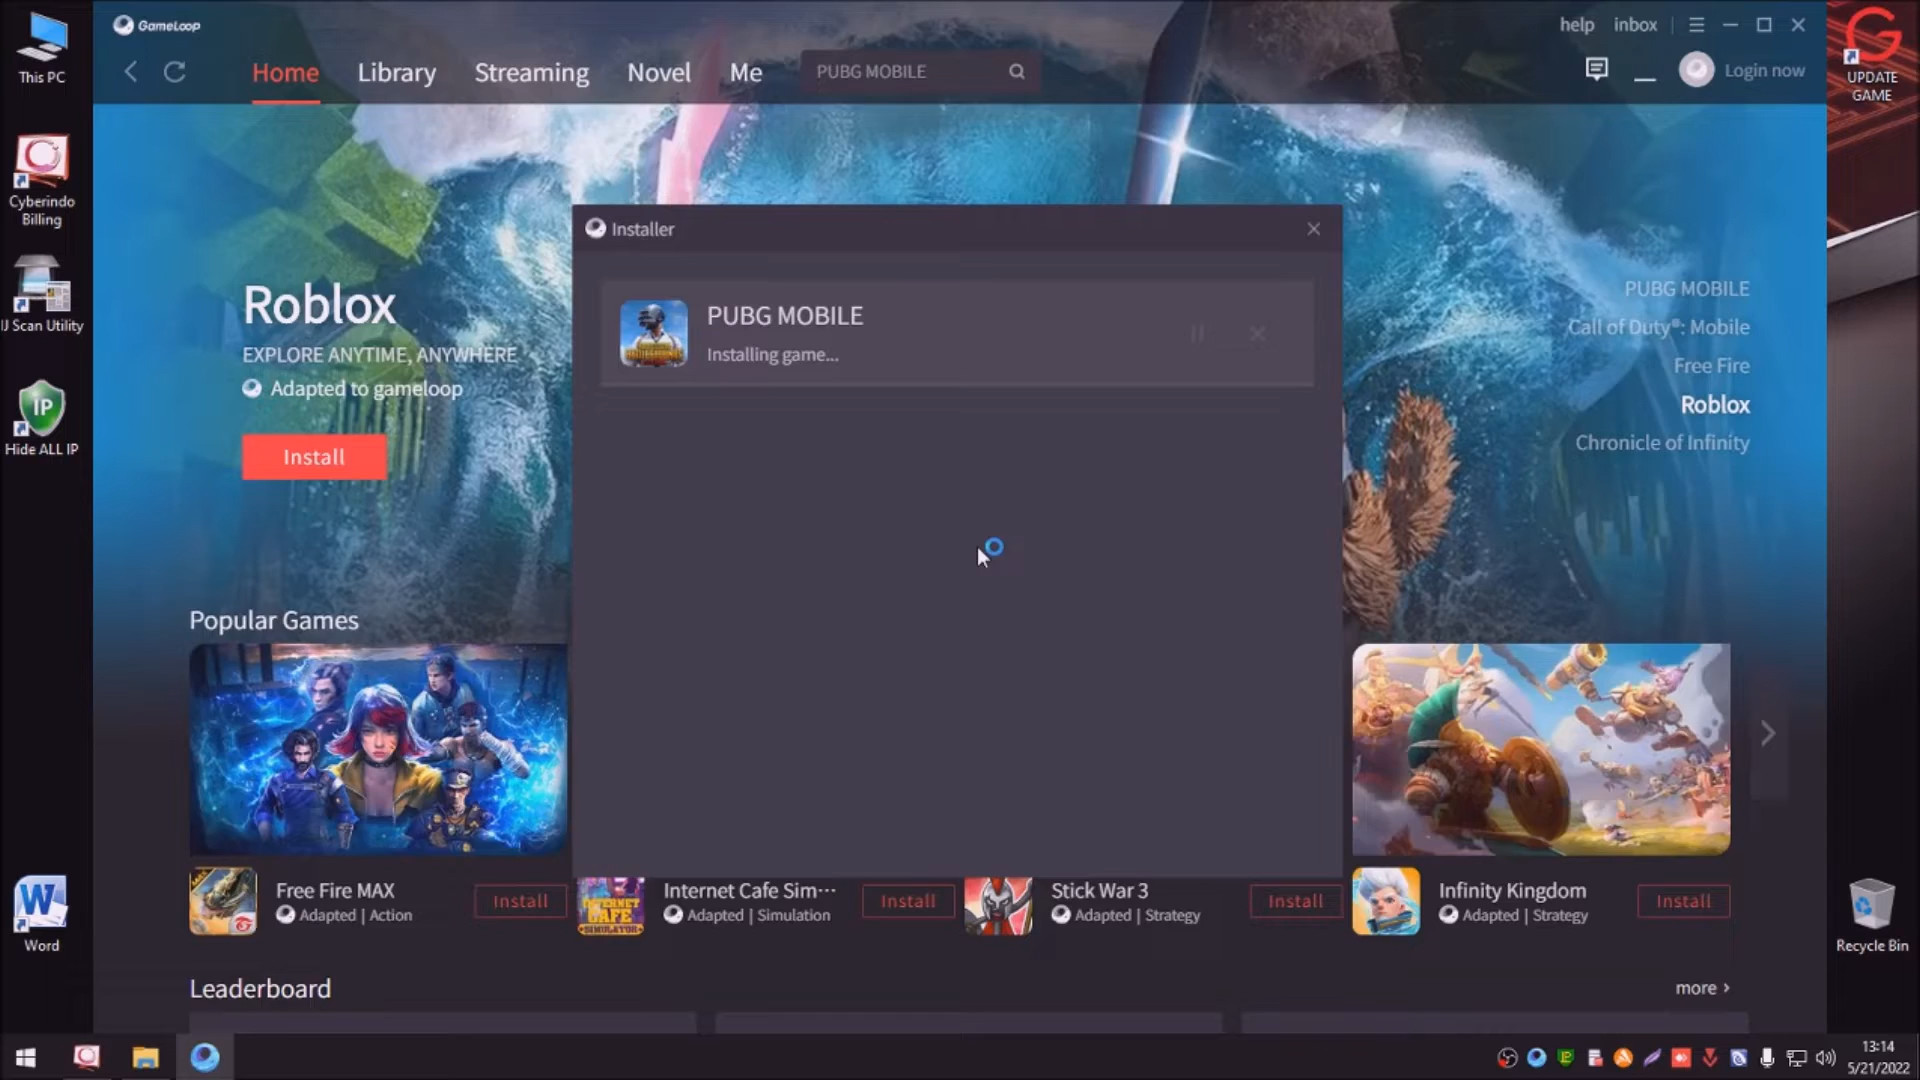 GameLoop
help
inbox
Home
Library
Streaming
Novel
Me
PUBG MOBILE
Login now
This PC
Cyberindo
Billing
IJ Scan Utility
Hide ALL IP
Word
UPDATE
GAME
Recycle Bin
Roblox
EXPLORE ANYTIME, ANYWHERE
Adapted to gameloop
Install
Installer
PUBG MOBILE
Installing game...
PUBG MOBILE
Call of Duty®: Mobile
Free Fire
Roblox
Chronicle of Infinity
Popular Games
Free Fire MAX
Adapted | Action
Install
INTERNET
CAFE
SIMULATOR
Internet Cafe Sim···
Adapted | Simulation
Install
Stick War 3
Adapted | Strategy
Install
Infinity Kingdom
Adapted | Strategy
Install
Leaderboard
more ›
13:14
5/21/2022